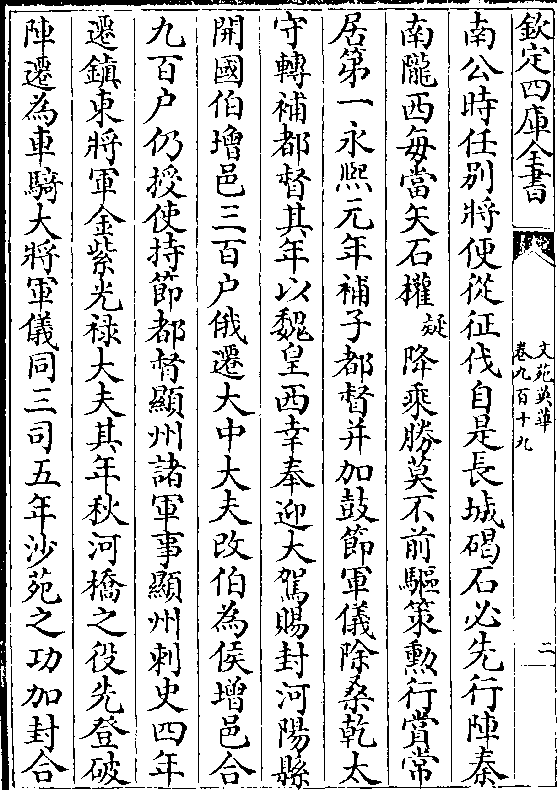 欽定四庫全書
文苑英華
卷九百十九
二
南公時任別將便從征伐自是長城碣石必先行陣秦
南隴西每當矢石攉疑降乘勝莫不前驅策勲行賞常
居第一永熈元年補子都督并加鼓節軍儀除桑乾太
守轉補都督其年以魏皇西幸奉迎大駕賜封河陽縣
開國伯增邑三百户俄遷大中大夫改伯為侯增邑合
九百户仍授使持節都督顯州諸軍事顯州刺史四年
遷鎮東將軍金紫光禄大夫其年秋河橋之役先登破
陣遷為車騎大將軍儀同三司五年沙苑之功加封合